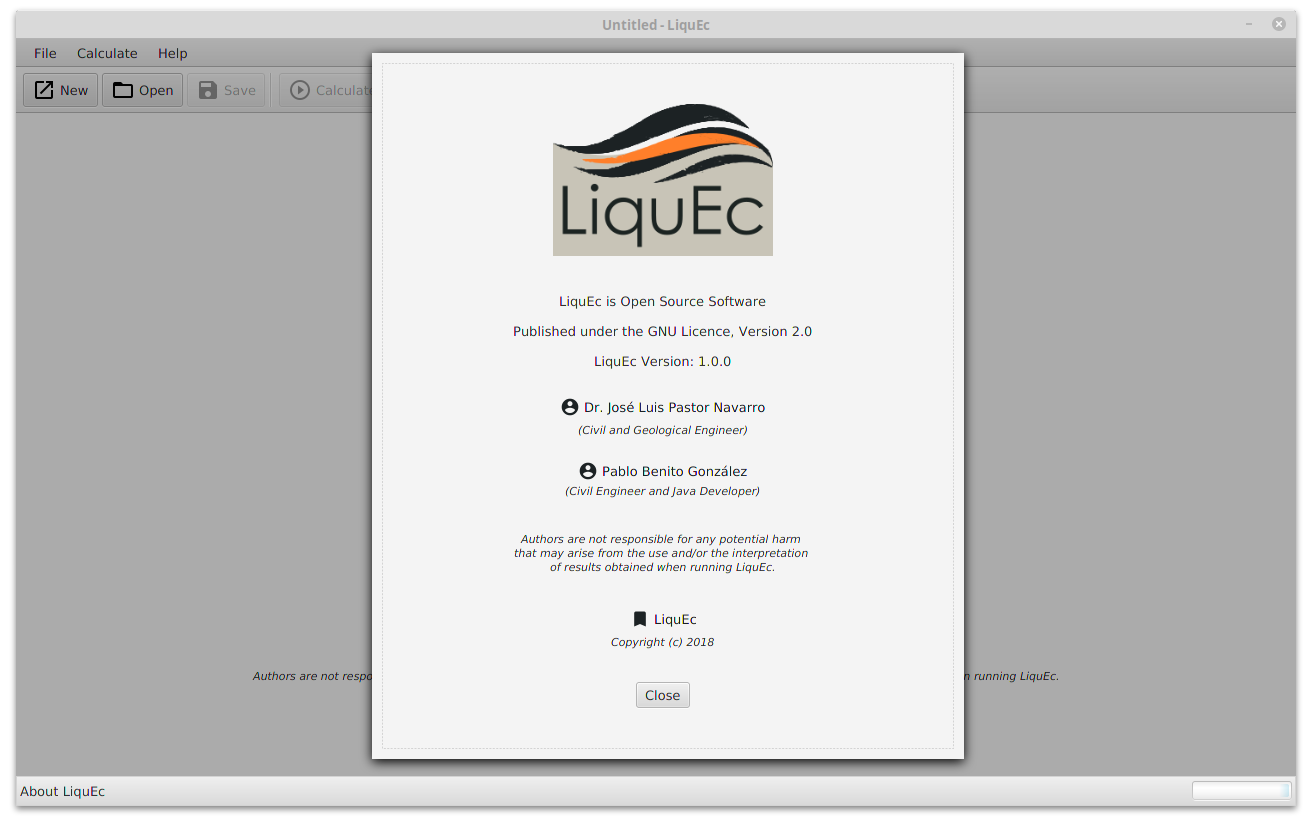 Untitled - LiquEc
File Calculate Help
New Open Save Calculate
LiquEc
LiquEc is Open Source Software
Published under the GNU Licence, Version 2.0
LiquEc Version: 1.0.0
Dr. José Luis Pastor Navarro
(Civil and Geological Engineer)
Pablo Benito González
(Civil Engineer and Java Developer)
Authors are not responsible for any potential harm
that may arise from the use and/or the interpretation
of results obtained when running LiquEc.
LiquEc
Copyright (c) 2018
Authors are not running LiquEc.
Close
About LiquEc